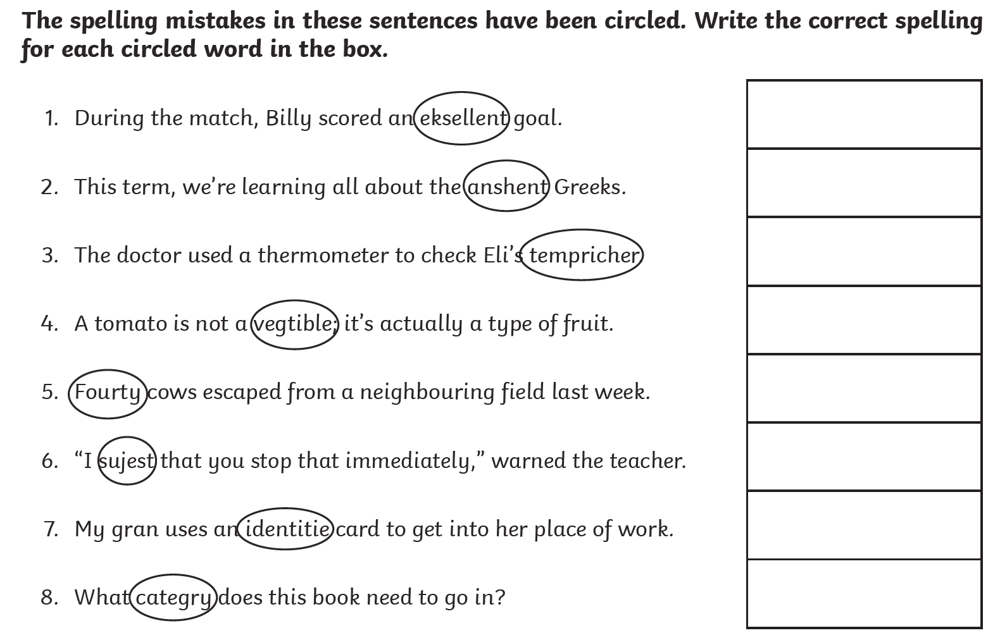 The spelling mistakes in these sentences have been circled. Write the correct spelling
for each circled word in the box.
1. During the match, Billy scored an eksellent goal.
2. This term, we’re learning all about the anshent Greeks.
3. The doctor used a thermometer to check Eli’s tempricher.
4. A tomato is not a vegtible; it’s actually a type of fruit.
5. Fourty cows escaped from a neighbouring field last week.
6. “I sujest that you stop that immediately,” warned the teacher.
7. My gran uses an identitie card to get into her place of work.
8. What categry does this book need to go in?